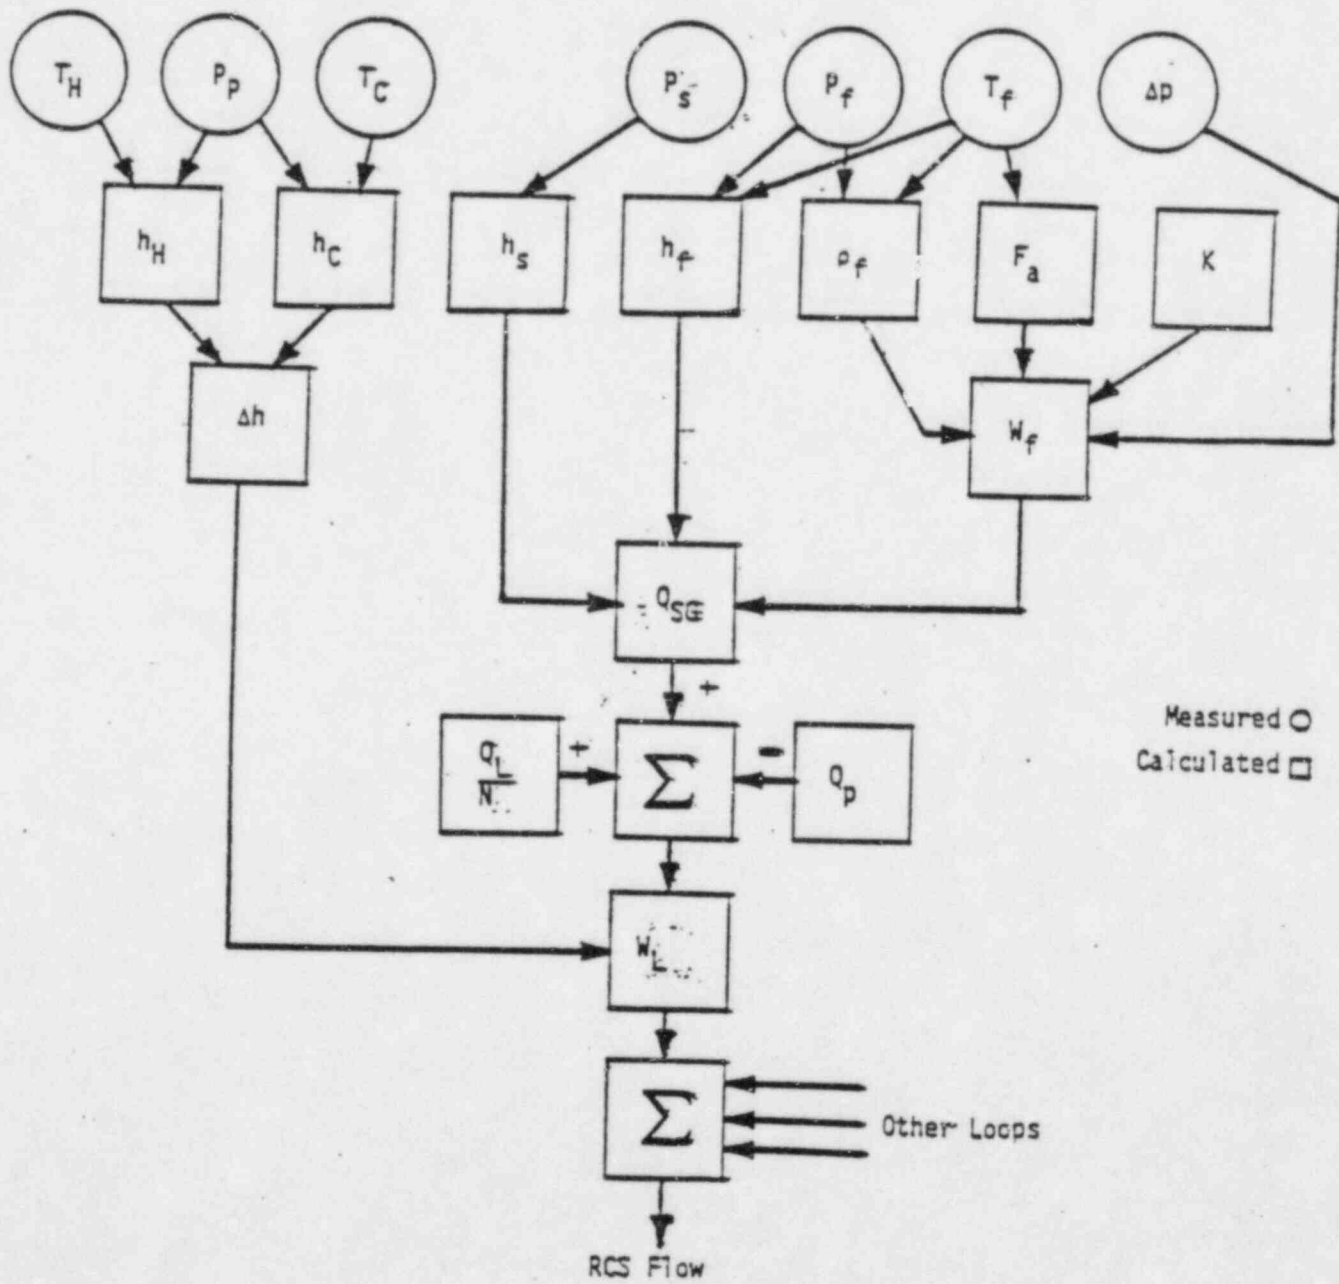 T_H P_P T_C P_s P_f T_f Δp
h_H h_C h_s h_f ρ_f F_a K
Δh W_f
Q_SG
+
Q_L/N + Σ - Q_p
Measured ○
Calculated □
W_L
Σ Other Loops
RCS Flow